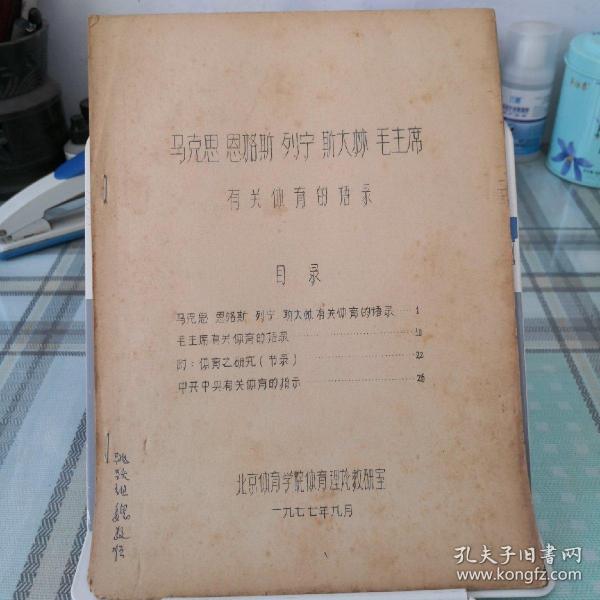 马克思 恩格斯 列宁 斯大林 毛主席
有关体育的语录
目录
马克思 恩格斯 列宁 斯大林有关体育的语录……1
毛主席有关体育的语录……10
附：体育之研究（节录）……22
中共中央有关体育的指示……26
北京体育学院体育理论教研室
一九七七年九月
孔夫子旧书网
www.kongfz.com